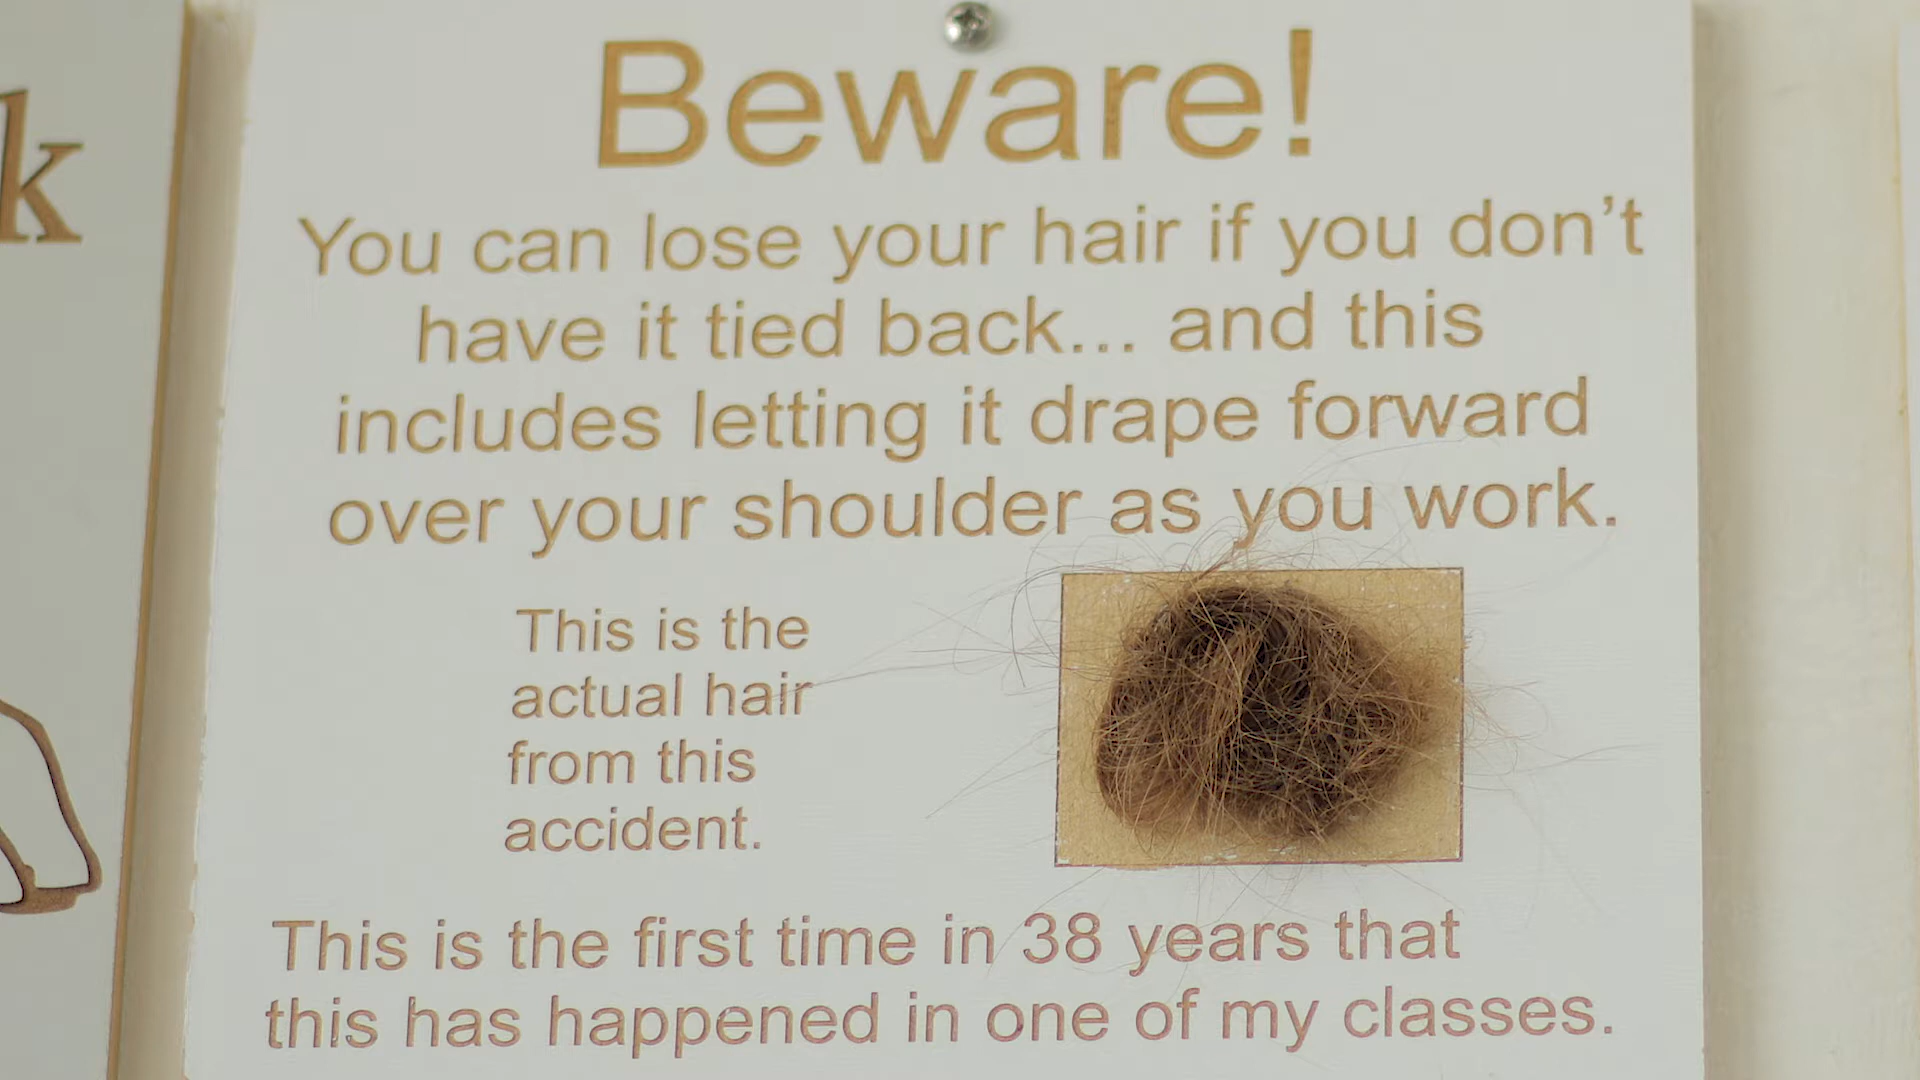 k
Beware!
You can lose your hair if you don’t
have it tied back... and this
includes letting it drape forward
over your shoulder as you work.
This is the
actual hair
from this
accident.
This is the first time in 38 years that
this has happened in one of my classes.